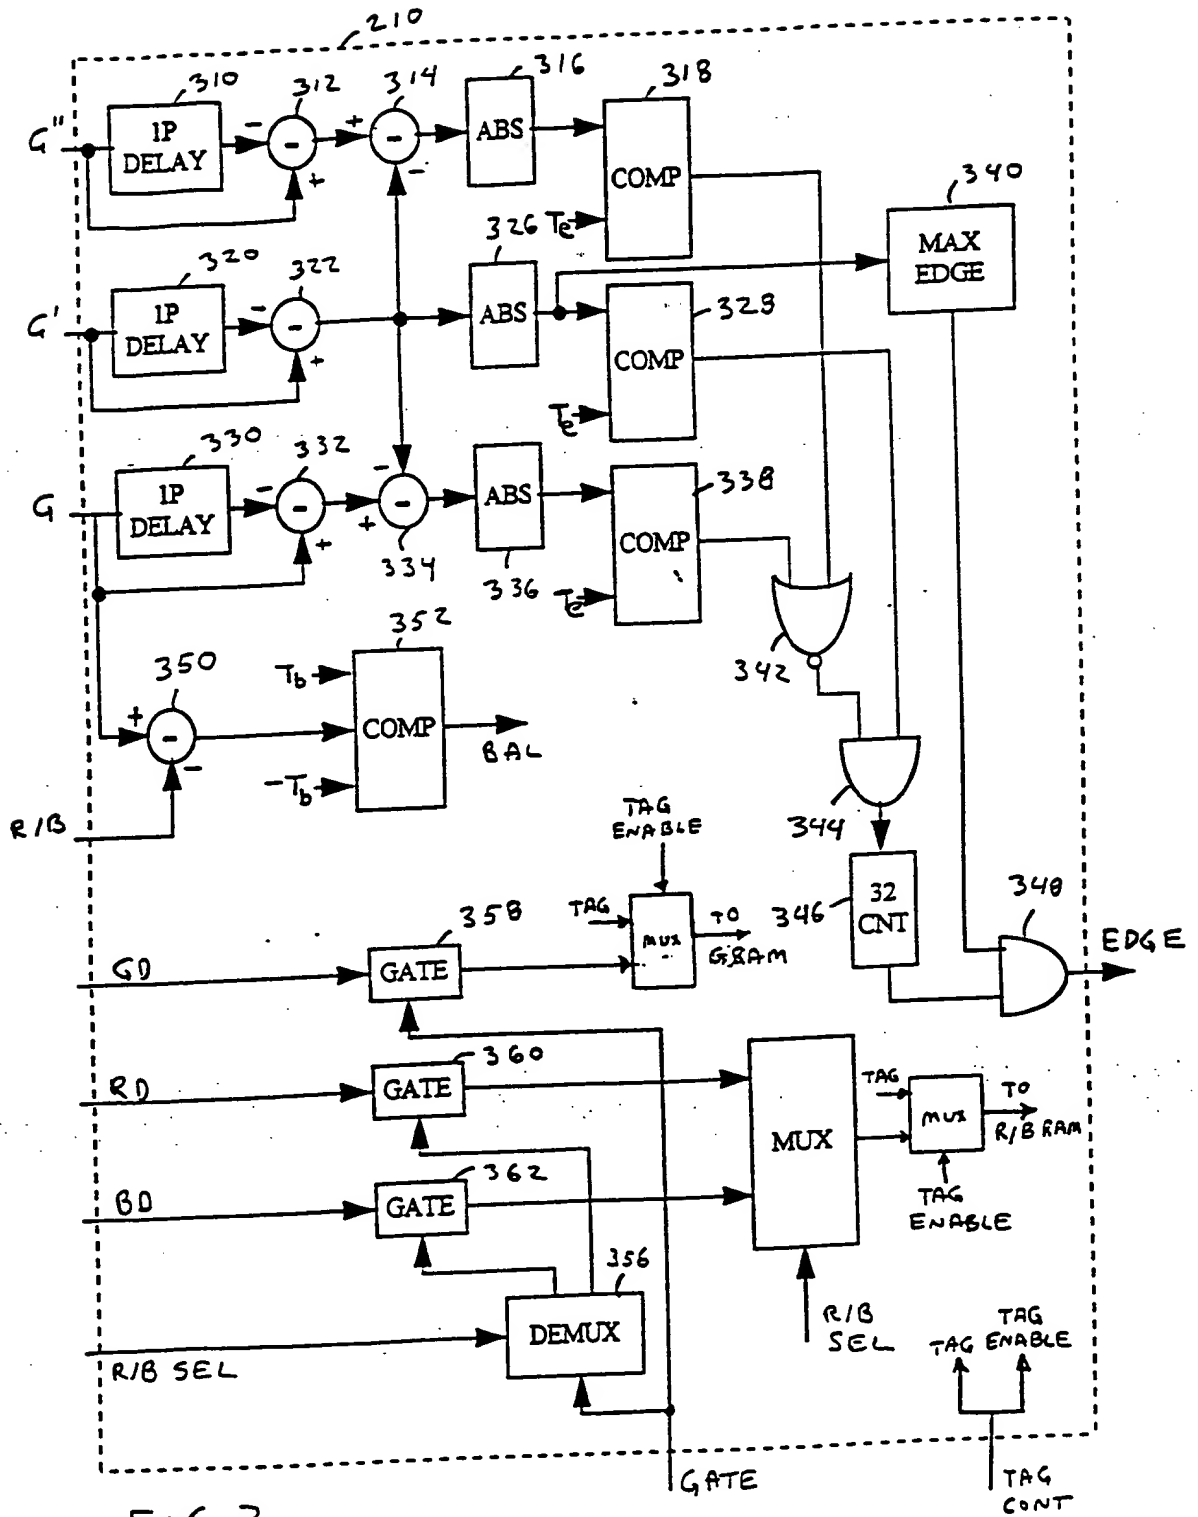 210
310
312
314
316
318
G"
1P
DELAY
-
-
+
+
-
-
ABS
COMP
Te
340
MAX
EDGE
320
322
326
328
G'
1P
DELAY
-
-
+
ABS
COMP
Te
330
332
338
G
1P
DELAY
-
-
+
-
-
+
334
ABS
336
COMP
Te
342
350
352
+
-
-
Tb
COMP
-Tb
BAL
R/B
344
TAG
ENABLE
346
32
CNT
348
EDGE
358
TAG
MUX
TO
GRAM
GD
GATE
360
RD
GATE
MUX
TAG
MUX
TO
R/B RAM
TAG
ENABLE
362
BD
GATE
356
DEMUX
R/B SEL
R/B
SEL
TAG
TAG
ENABLE
GATE
TAG
CONT